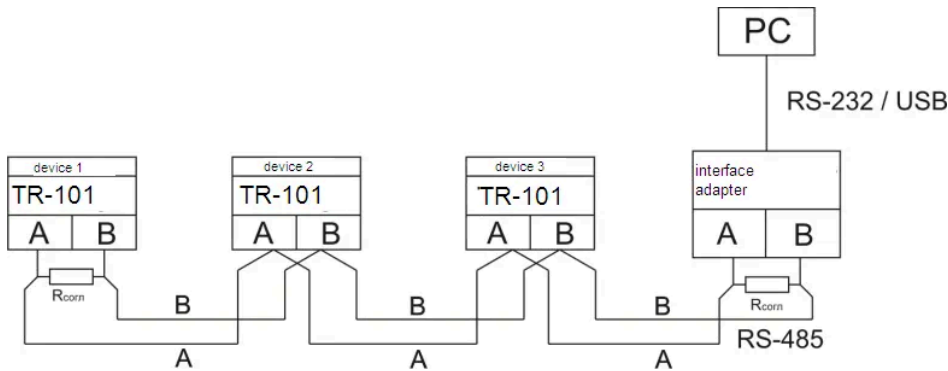 PC
RS-232 / USB
device 1
TR-101
A B
Rcorn
device 2
TR-101
A B
device 3
TR-101
A B
interface
adapter
A B
Rcorn
B
A
B
A
B
A
RS-485